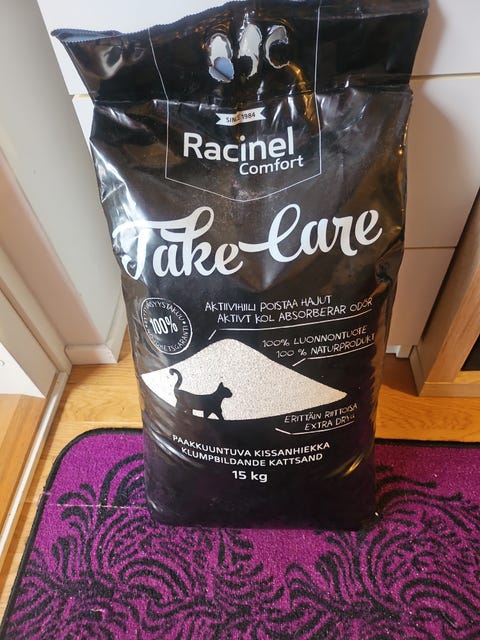 SINCE 1984
Racinel
Comfort
Take Care
AKTIIVIHIILI POISTAA HAJUT
AKTIVT KOL ABSORBERAR ODÖR
100%
100% LUONNONTUOTE
100 % NATURPRODUKT
ERITTÄIN RIITTOISA
EXTRA DRYG
PAAKKUUNTUVA KISSANHIEKKA
KLUMPBILDANDE KATTSAND
15 kg